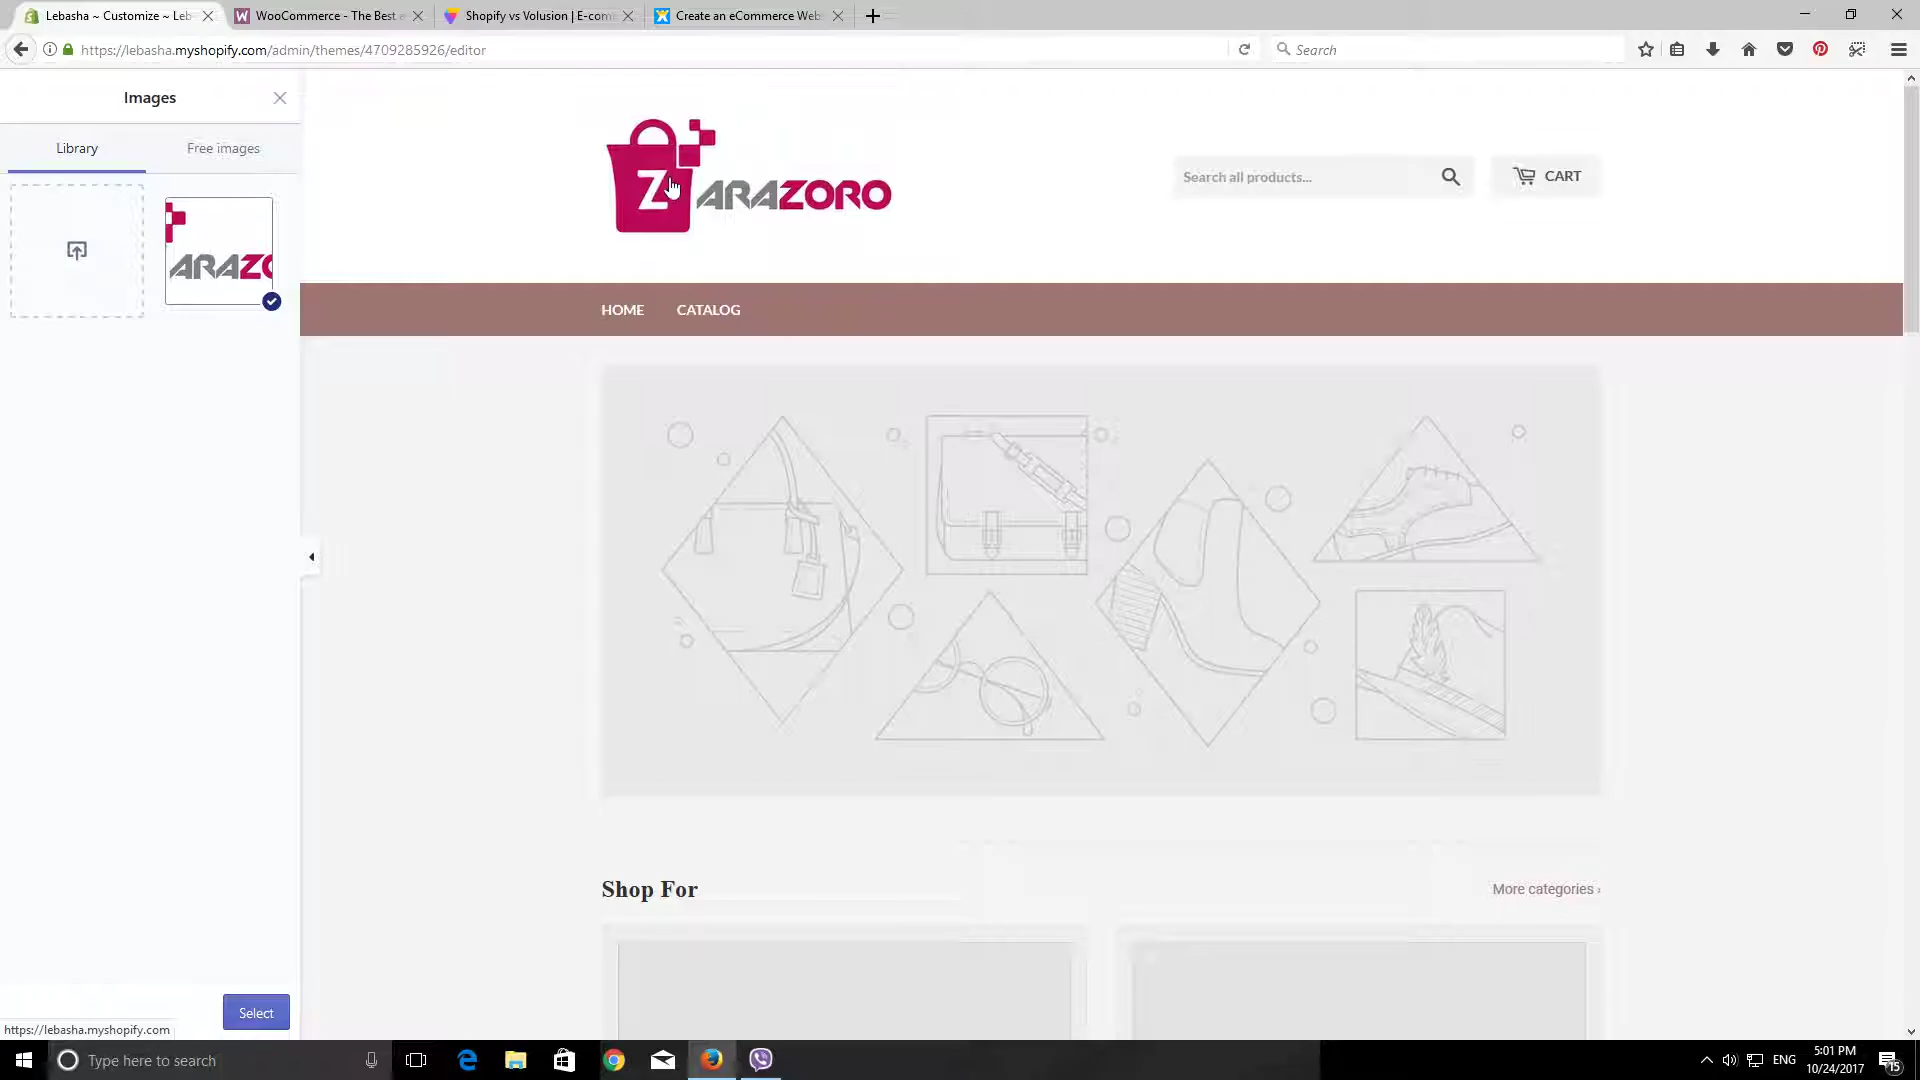 Lebasha ~ Customize ~ Leb
WooCommerce - The Best e
Shopify vs Volusion | E-com
Create an eCommerce Web
https://lebasha.myshopify.com/admin/themes/4709285926/editor
Search
Images
Library
Free images
ARAZO
Z
ARAZORO
Search all products...
CART
HOME
CATALOG
Shop For
More categories ›
Select
https://lebasha.myshopify.com
Type here to search
ENG
5:01 PM
10/24/2017
15